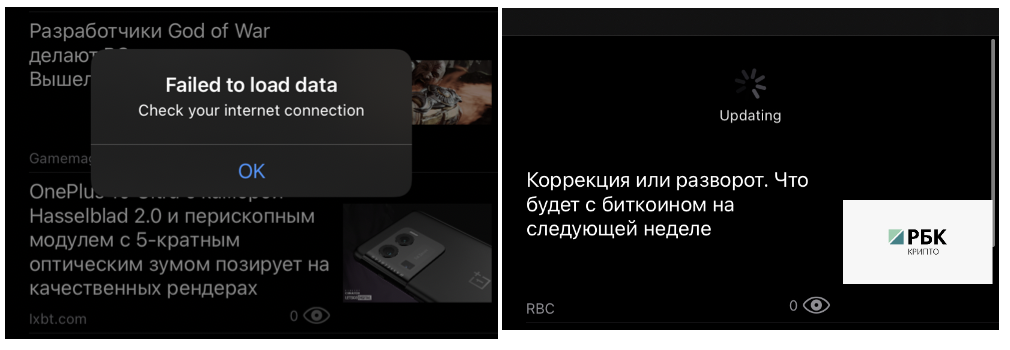 Разработчики God of War
делают
Вышел
Failed to load data
Check your internet connection
OK
OnePlus
Hasselblad 2.0 и перископным
модулем с 5-кратным
оптическим зумом позирует на
качественных рендерах
lxbt.com
0
Updating
Коррекция или разворот. Что
будет с биткоином на
следующей неделе
РБК
КРИПТО
RBC
0